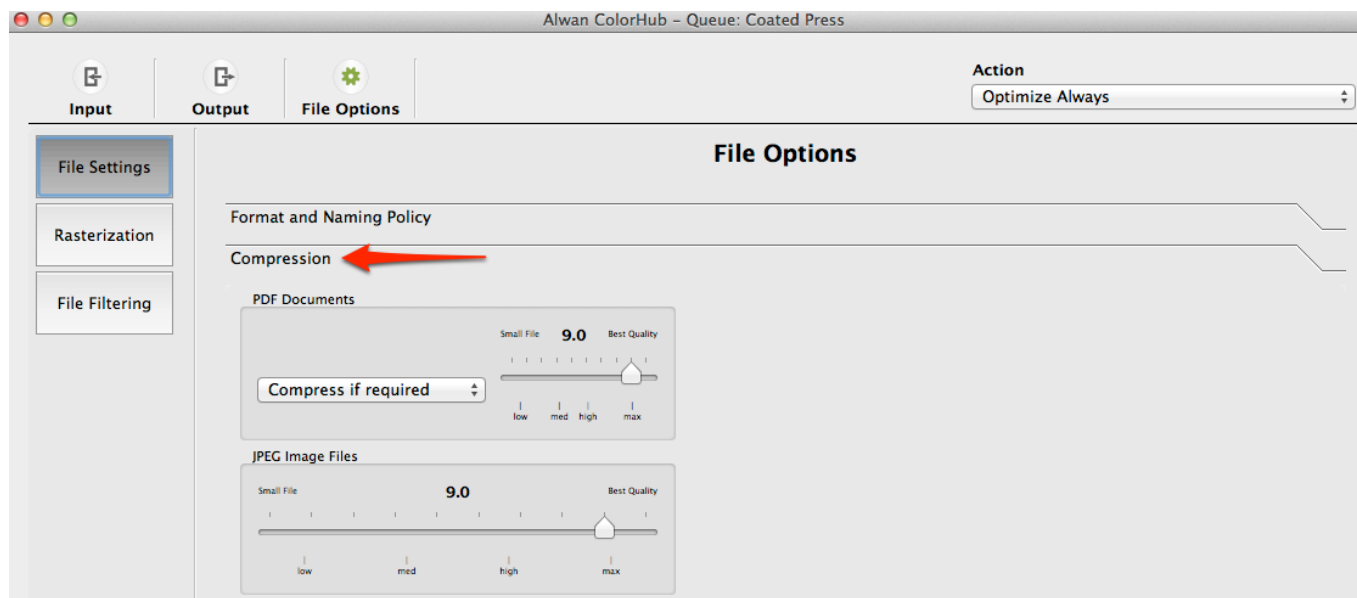 Alwan ColorHub – Queue: Coated Press
Action
Input Output File Options
Optimize Always
File Settings
Rasterization
File Filtering
File Options
Format and Naming Policy
Compression
PDF Documents
Small File 9.0 Best Quality
Compress if required
low med high max
JPEG Image Files
Small File 9.0 Best Quality
low med high max